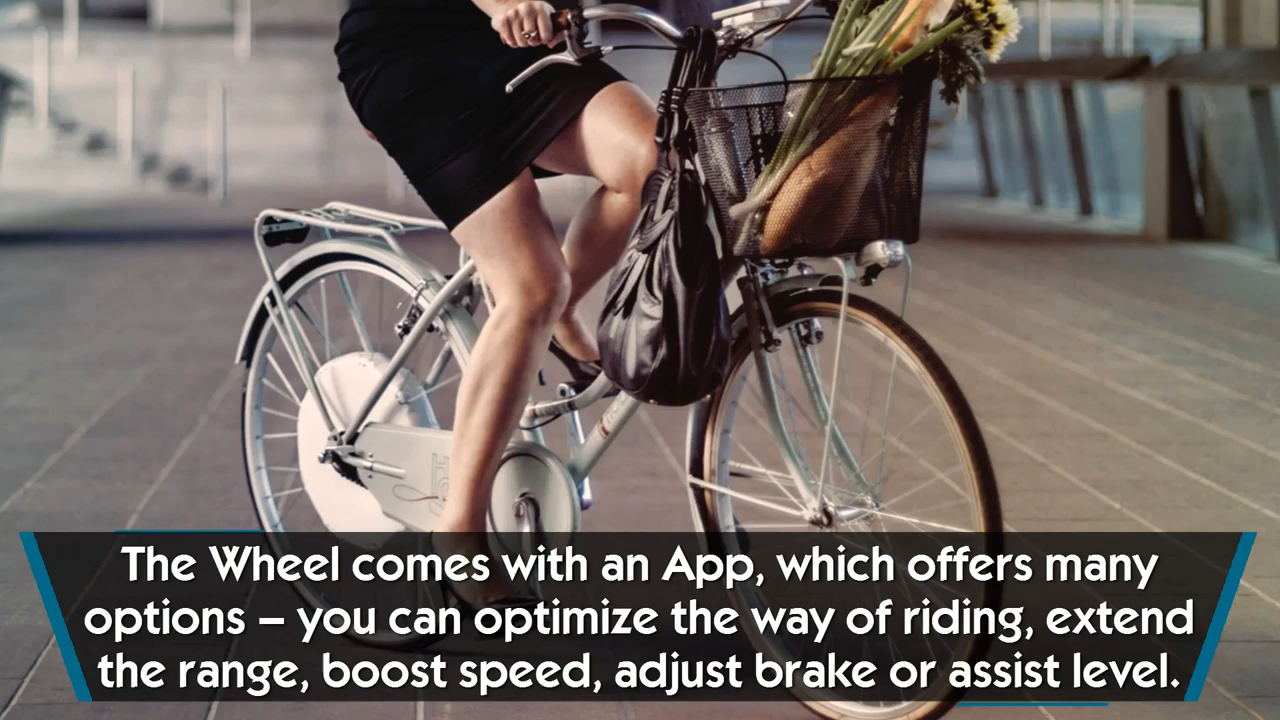 The Wheel comes with an App, which offers many
options – you can optimize the way of riding, extend
the range, boost speed, adjust brake or assist level.